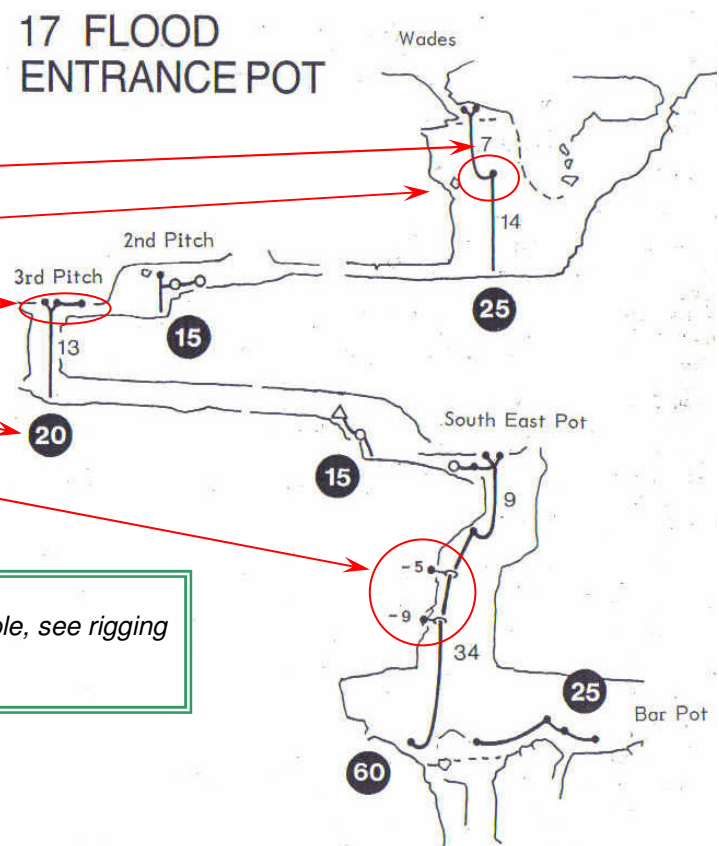 17 FLOOD
ENTRANCE POT
Wades
7
14
2nd Pitch
3rd Pitch
25
15
13
20
South East Pot
15
9
-5
-9
ple, see rigging
34
25
Bar Pot
60